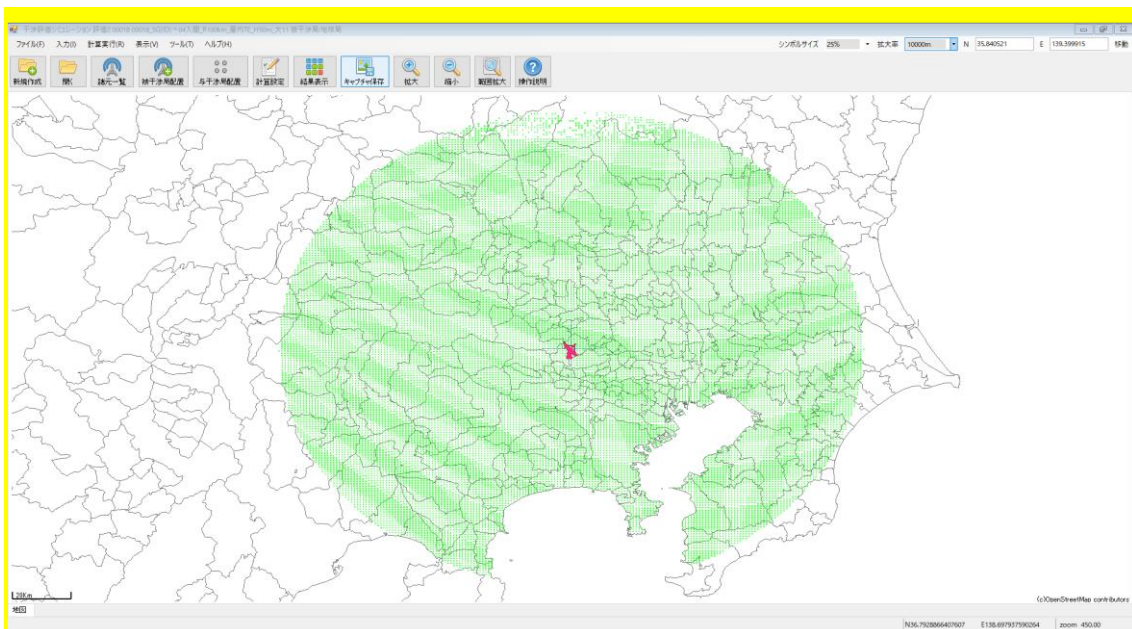 ファイル(F) 入力(I) 計算実行(R) 表示(V) ツール(T) ヘルプ(H) シンボルサイズ 25% 拡大率 10000m N 35.840521 E 139.399915 移動
新規作成 開く 諸元一覧 被干渉局配置 与干渉局配置 計算設定 結果表示 キャプチャ保存 拡大 縮小 範囲拡大 操作説明
20Km
(c)OpenStreetMap contributors
地図
N36.7928866407607 E138.697937590264 zoom 450.00